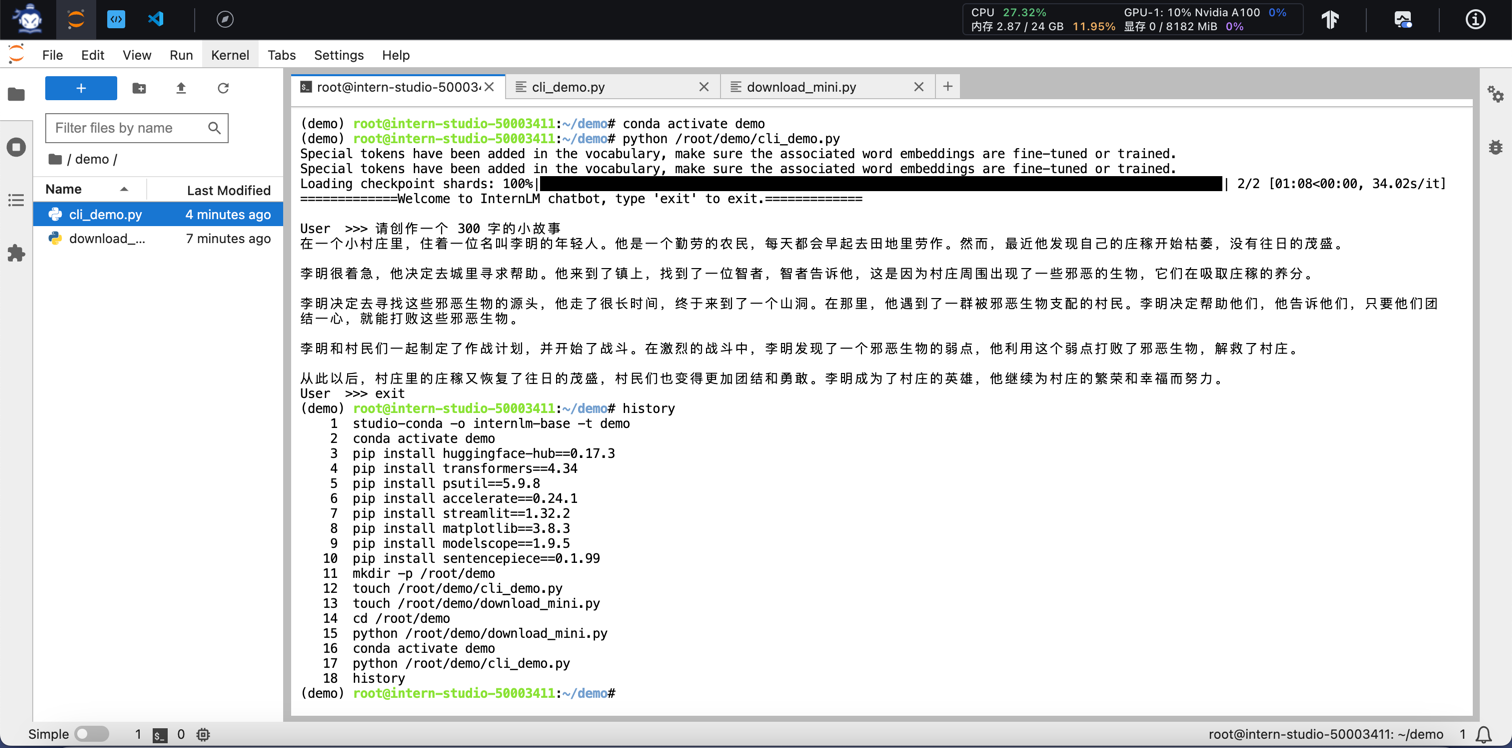 CPU 27.32% GPU-1: 10% Nvidia A100 0%
内存 2.87 / 24 GB 11.95% 显存 0 / 8182 MiB 0%
File Edit View Run Kernel Tabs Settings Help
root@intern-studio-50003 cli_demo.py download_mini.py
Filter files by name
/ demo /
Name Last Modified
cli_demo.py 4 minutes ago
download_... 7 minutes ago
(demo) root@intern-studio-50003411:~/demo# conda activate demo
(demo) root@intern-studio-50003411:~/demo# python /root/demo/cli_demo.py
Special tokens have been added in the vocabulary, make sure the associated word embeddings are fine-tuned or trained.
Special tokens have been added in the vocabulary, make sure the associated word embeddings are fine-tuned or trained.
Loading checkpoint shards: 100%| | 2/2 [01:08<00:00, 34.02s/it]
=============Welcome to InternLM chatbot, type 'exit' to exit.=============
User >>> 请创作一个 300 字的小故事
在一个小村庄里，住着一位名叫李明的年轻人。他是一个勤劳的农民，每天都会早起去田地里劳作。然而，最近他发现自己的庄稼开始枯萎，没有往日的茂盛。
李明很着急，他决定去城里寻求帮助。他来到了镇上，找到了一位智者，智者告诉他，这是因为村庄周围出现了一些邪恶的生物，它们在吸取庄稼的养分。
李明决定去寻找这些邪恶生物的源头，他走了很长时间，终于来到了一个山洞。在那里，他遇到了一群被邪恶生物支配的村民。李明决定帮助他们，他告诉他们，只要他们团
结一心，就能打败这些邪恶生物。
李明和村民们一起制定了作战计划，并开始了战斗。在激烈的战斗中，李明发现了一个邪恶生物的弱点，他利用这个弱点打败了邪恶生物，解救了村庄。
从此以后，村庄里的庄稼又恢复了往日的茂盛，村民们也变得更加团结和勇敢。李明成为了村庄的英雄，他继续为村庄的繁荣和幸福而努力。
User >>> exit
(demo) root@intern-studio-50003411:~/demo# history
1 studio-conda -o internlm-base -t demo
2 conda activate demo
3 pip install huggingface-hub==0.17.3
4 pip install transformers==4.34
5 pip install psutil==5.9.8
6 pip install accelerate==0.24.1
7 pip install streamlit==1.32.2
8 pip install matplotlib==3.8.3
9 pip install modelscope==1.9.5
10 pip install sentencepiece==0.1.99
11 mkdir -p /root/demo
12 touch /root/demo/cli_demo.py
13 touch /root/demo/download_mini.py
14 cd /root/demo
15 python /root/demo/download_mini.py
16 conda activate demo
17 python /root/demo/cli_demo.py
18 history
(demo) root@intern-studio-50003411:~/demo#
Simple 1 0 root@intern-studio-50003411: ~/demo 1